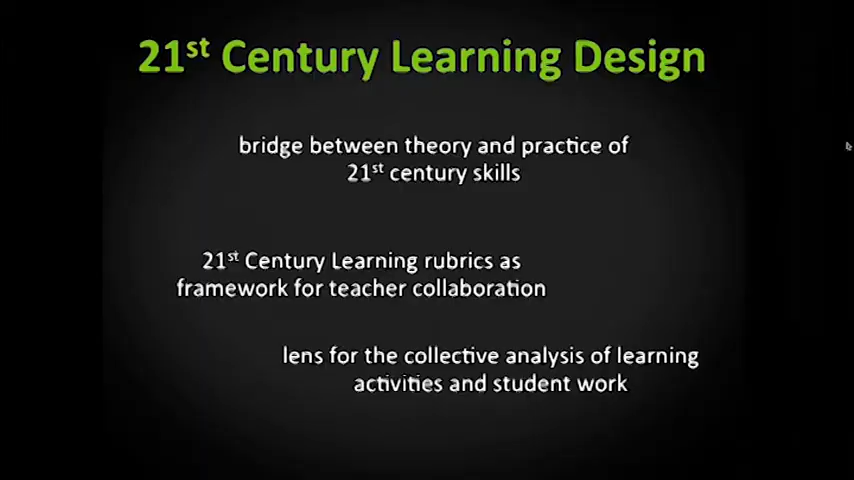 21st Century Learning Design
bridge between theory and practice of
21st century skills
21st Century Learning rubrics as
framework for teacher collaboration
lens for the collective analysis of learning
activities and student work